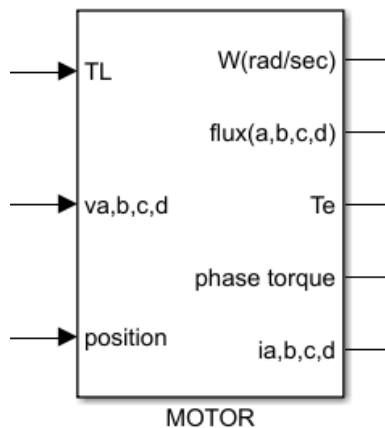 TL
va,b,c,d
position
W(rad/sec)
flux(a,b,c,d)
Te
phase torque
ia,b,c,d
MOTOR